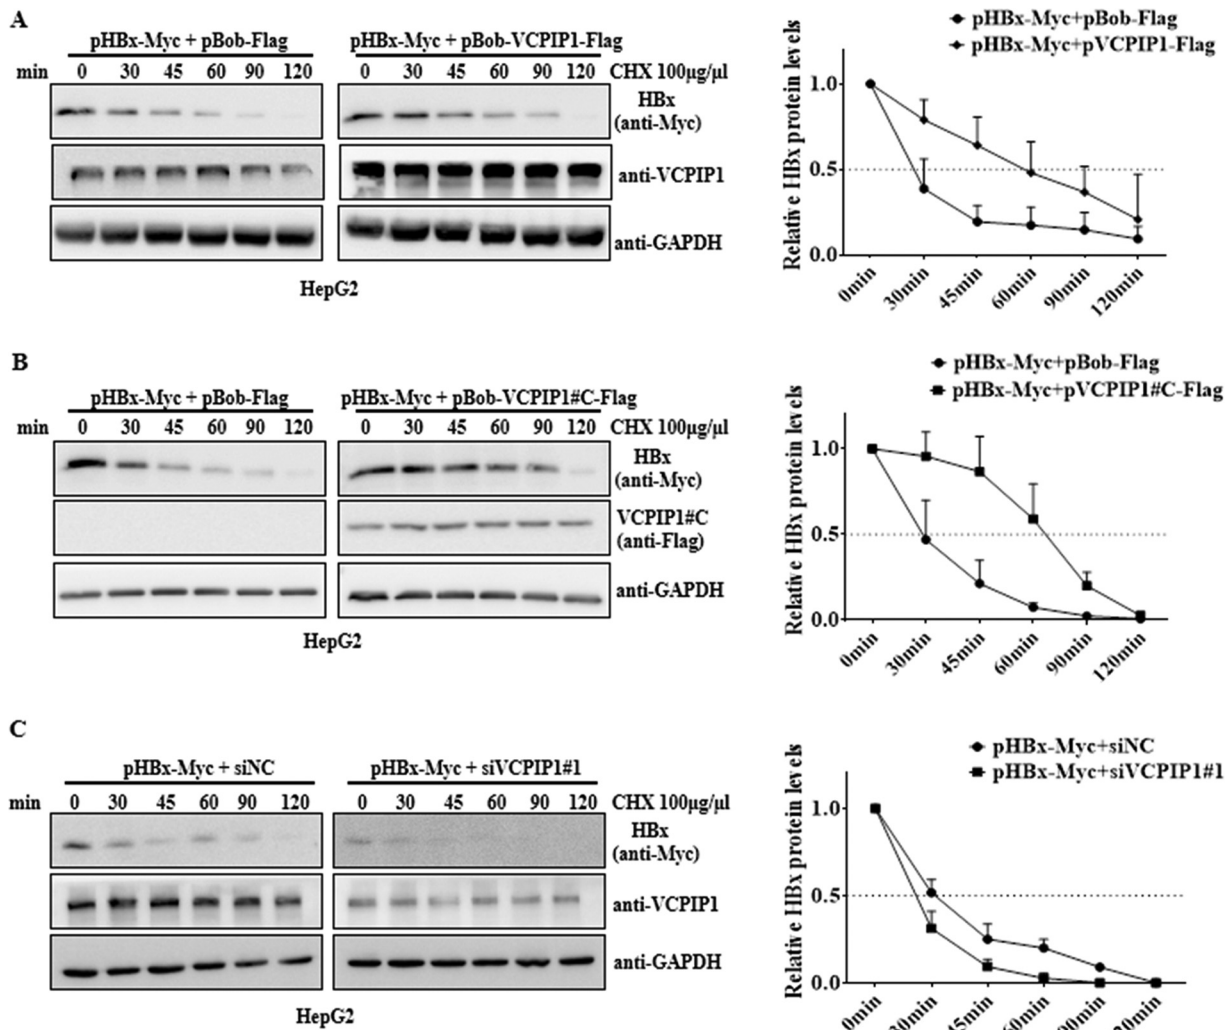 A
pHBx-Myc + pBob-Flag pHBx-Myc + pBob-VCPIP1-Flag
min 0 30 45 60 90 120 0 30 45 60 90 120 CHX 100μg/μl
HBx
(anti-Myc)
anti-VCPIP1
anti-GAPDH
HepG2
pHBx-Myc+pBob-Flag
pHBx-Myc+pVCPIP1-Flag
Relative HBx protein levels
1.0
0.5
0.0
0min 30min 45min 60min 90min 120min
B
pHBx-Myc + pBob-Flag pHBx-Myc + pBob-VCPIP1#C-Flag
min 0 30 45 60 90 120 0 30 45 60 90 120 CHX 100μg/μl
HBx
(anti-Myc)
VCPIP1#C
(anti-Flag)
anti-GAPDH
HepG2
pHBx-Myc+pBob-Flag
pHBx-Myc+pVCPIP1#C-Flag
Relative HBx protein levels
1.0
0.5
0.0
0min 30min 45min 60min 90min 120min
C
pHBx-Myc + siNC pHBx-Myc + siVCPIP1#1
min 0 30 45 60 90 120 0 30 45 60 90 120 CHX 100μg/μl
HBx
(anti-Myc)
anti-VCPIP1
anti-GAPDH
HepG2
pHBx-Myc+siNC
pHBx-Myc+siVCPIP1#1
Relative HBx protein levels
1.0
0.5
0.0
0min 30min 45min 60min 90min 120min